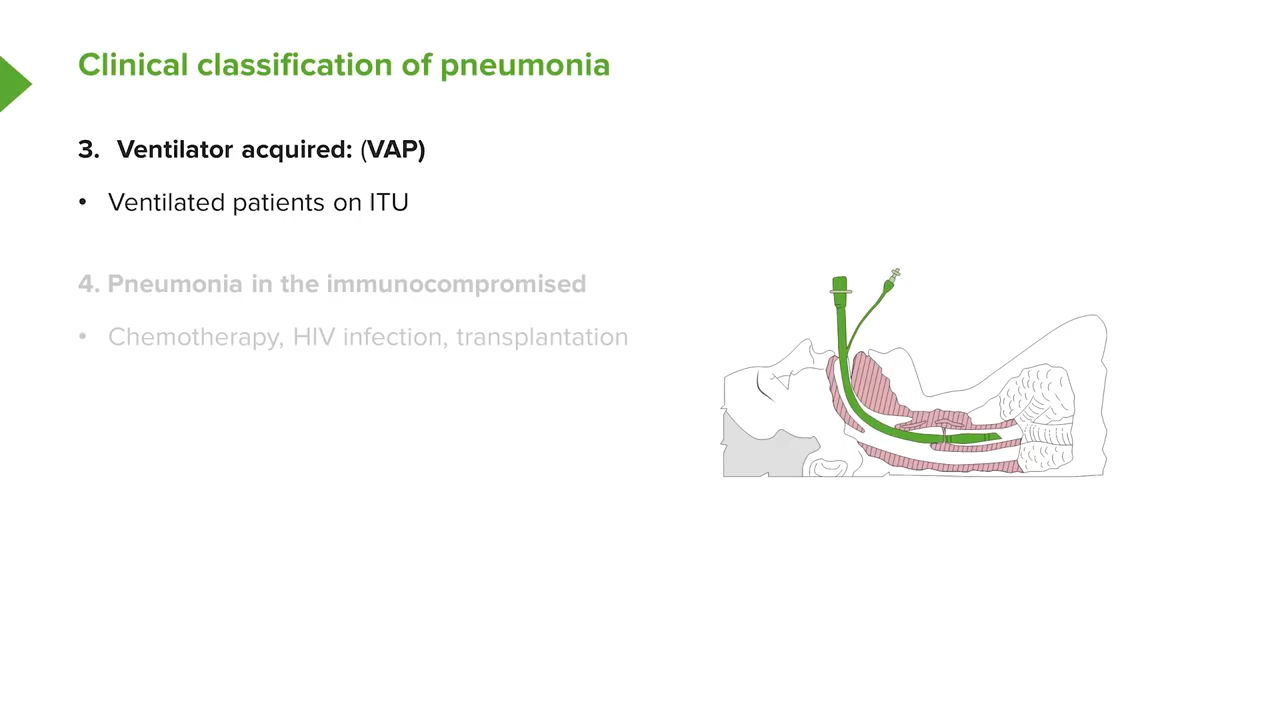 Clinical classification of pneumonia
3. Ventilator acquired: (VAP)
• Ventilated patients on ITU
4. Pneumonia in the immunocompromised
• Chemotherapy, HIV infection, transplantation